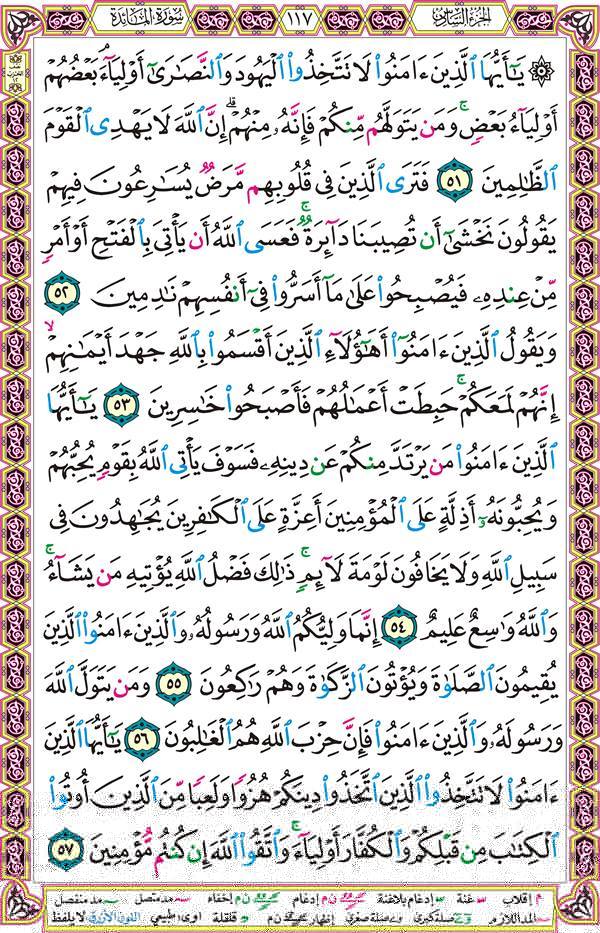 سورة المائدة
١١٧
الجزء السادس
۞ يَٰٓأَيُّهَا ٱلَّذِينَ ءَامَنُوا۟ لَا تَتَّخِذُوا۟ ٱلْيَهُودَ وَٱلنَّصَٰرَىٰٓ أَوْلِيَآءَ ۘ بَعْضُهُمْ
أَوْلِيَآءُ بَعْضٍ ۚ وَمَن يَتَوَلَّهُم مِّنكُمْ فَإِنَّهُۥ مِنْهُمْ ۗ إِنَّ ٱللَّهَ لَا يَهْدِى ٱلْقَوْمَ
ٱلظَّٰلِمِينَ ٥١ فَتَرَى ٱلَّذِينَ فِى قُلُوبِهِم مَّرَضٌ يُسَٰرِعُونَ فِيهِمْ
يَقُولُونَ نَخْشَىٰٓ أَن تُصِيبَنَا دَآئِرَةٌ ۚ فَعَسَى ٱللَّهُ أَن يَأْتِىَ بِٱلْفَتْحِ أَوْ أَمْرٍ
مِّنْ عِندِهِۦ فَيُصْبِحُوا۟ عَلَىٰ مَآ أَسَرُّوا۟ فِىٓ أَنفُسِهِمْ نَٰدِمِينَ ٥٢
وَيَقُولُ ٱلَّذِينَ ءَامَنُوٓا۟ أَهَٰٓؤُلَآءِ ٱلَّذِينَ أَقْسَمُوا۟ بِٱللَّهِ جَهْدَ أَيْمَٰنِهِمْ ۙ
إِنَّهُمْ لَمَعَكُمْ ۚ حَبِطَتْ أَعْمَٰلُهُمْ فَأَصْبَحُوا۟ خَٰسِرِينَ ٥٣ يَٰٓأَيُّهَا
ٱلَّذِينَ ءَامَنُوا۟ مَن يَرْتَدَّ مِنكُمْ عَن دِينِهِۦ فَسَوْفَ يَأْتِى ٱللَّهُ بِقَوْمٍ يُحِبُّهُمْ
وَيُحِبُّونَهُۥٓ أَذِلَّةٍ عَلَى ٱلْمُؤْمِنِينَ أَعِزَّةٍ عَلَى ٱلْكَٰفِرِينَ يُجَٰهِدُونَ فِى
سَبِيلِ ٱللَّهِ وَلَا يَخَافُونَ لَوْمَةَ لَآئِمٍ ۚ ذَٰلِكَ فَضْلُ ٱللَّهِ يُؤْتِيهِ مَن يَشَآءُ ۚ
وَٱللَّهُ وَٰسِعٌ عَلِيمٌ ٥٤ إِنَّمَا وَلِيُّكُمُ ٱللَّهُ وَرَسُولُهُۥ وَٱلَّذِينَ ءَامَنُوا۟ ٱلَّذِينَ
يُقِيمُونَ ٱلصَّلَوٰةَ وَيُؤْتُونَ ٱلزَّكَوٰةَ وَهُمْ رَٰكِعُونَ ٥٥ وَمَن يَتَوَلَّ ٱللَّهَ
وَرَسُولَهُۥ وَٱلَّذِينَ ءَامَنُوا۟ فَإِنَّ حِزْبَ ٱللَّهِ هُمُ ٱلْغَٰلِبُونَ ٥٦ يَٰٓأَيُّهَا ٱلَّذِينَ
ءَامَنُوا۟ لَا تَتَّخِذُوا۟ ٱلَّذِينَ ٱتَّخَذُوا۟ دِينَكُمْ هُزُوًا وَلَعِبًا مِّنَ ٱلَّذِينَ أُوتُوا۟
ٱلْكِتَٰبَ مِن قَبْلِكُمْ وَٱلْكُفَّارَ أَوْلِيَآءَ ۚ وَٱتَّقُوا۟ ٱللَّهَ إِن كُنتُم مُّؤْمِنِينَ ٥٧
إقلاب غنة إدغام بلاغنة إدغام إخفاء مد متصل مد منفصل
المد اللازم صلة كبرى صلة صغرى إظهار قلقلة طبيعي اللون الأزرق لا يلفظ